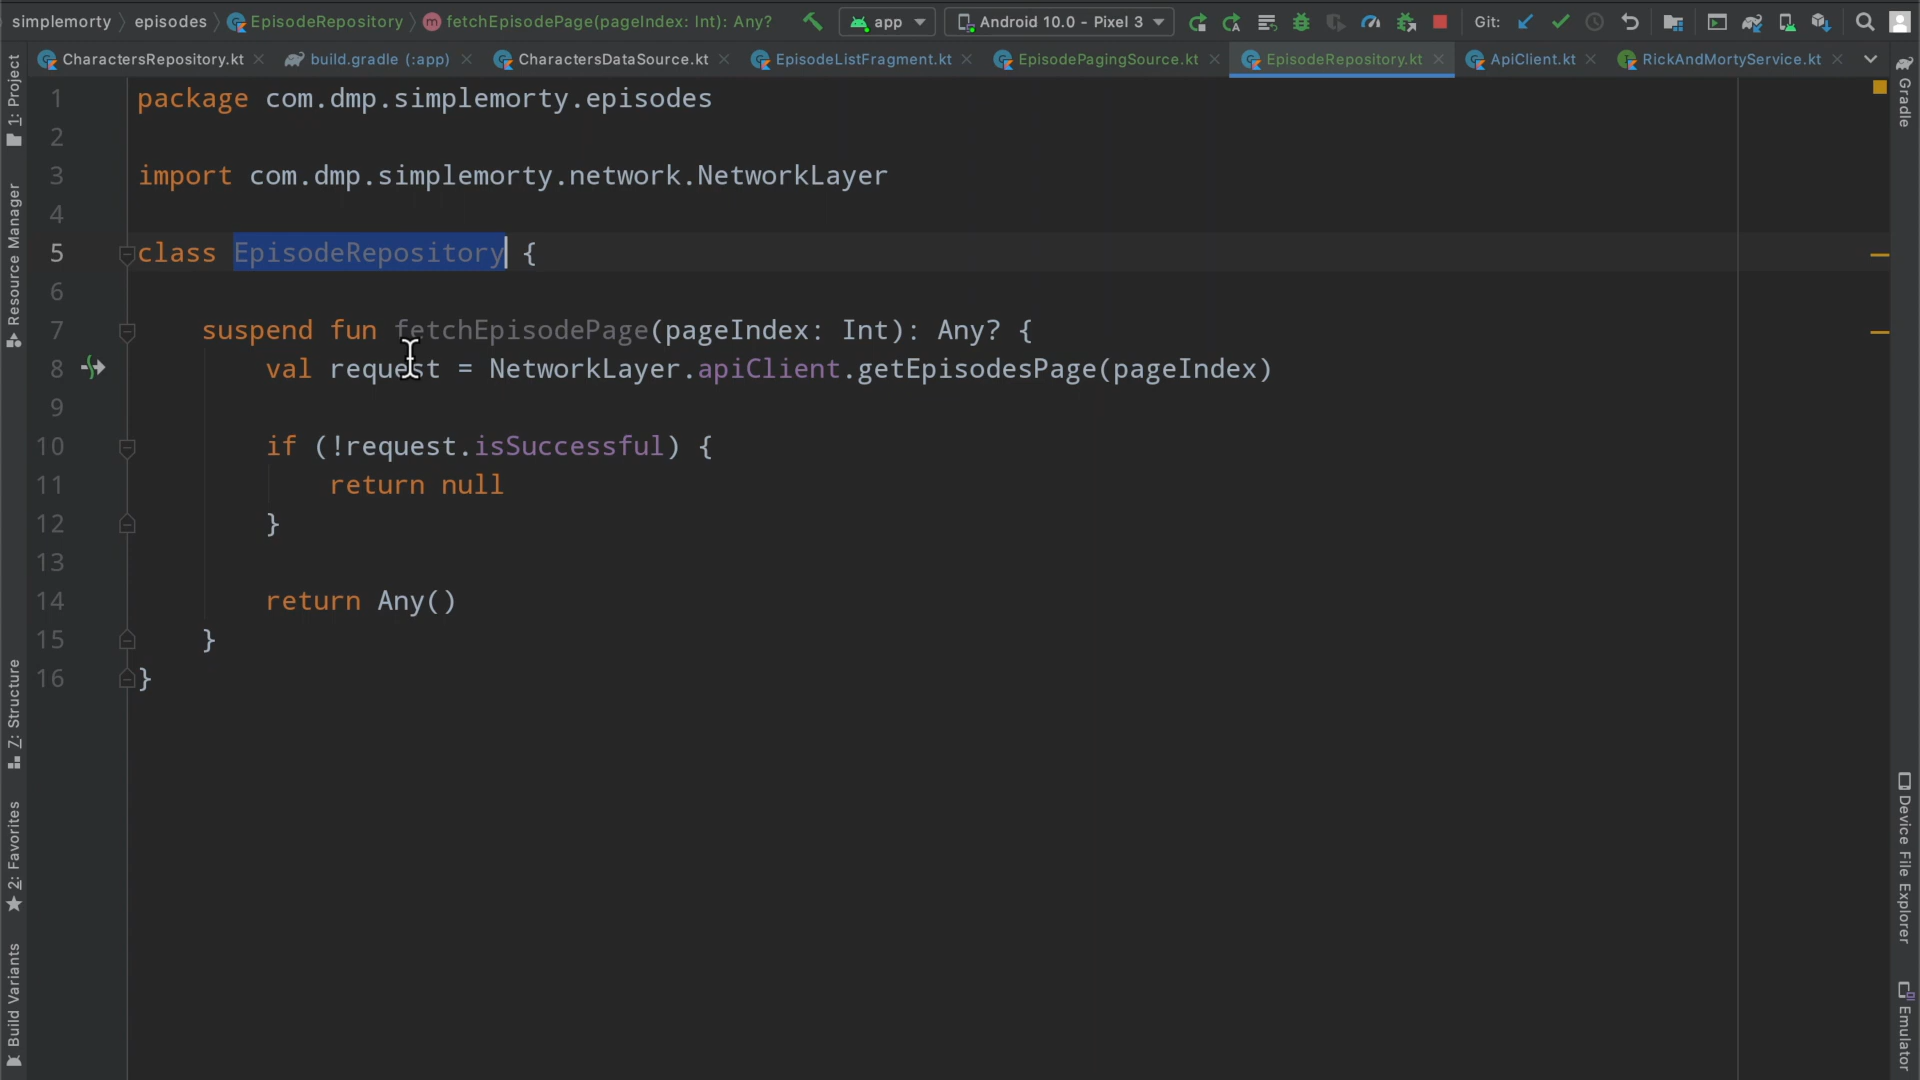 simplemorty episodes EpisodeRepository fetchEpisodePage(pageIndex: Int): Any? app Android 10.0 - Pixel 3 Git:
CharactersRepository.kt build.gradle (:app) CharactersDataSource.kt EpisodeListFragment.kt EpisodePagingSource.kt EpisodeRepository.kt ApiClient.kt RickAndMortyService.kt
1: Project
Resource Manager
Z: Structure
2: Favorites
Build Variants
1 package com.dmp.simplemorty.episodes
2
3 import com.dmp.simplemorty.network.NetworkLayer
4
5 class EpisodeRepository {
6
7 suspend fun fetchEpisodePage(pageIndex: Int): Any? {
8 val request = NetworkLayer.apiClient.getEpisodesPage(pageIndex)
9
10 if (!request.isSuccessful) {
11 return null
12 }
13
14 return Any()
15 }
16 }
Gradle
Device File Explorer
Emulator